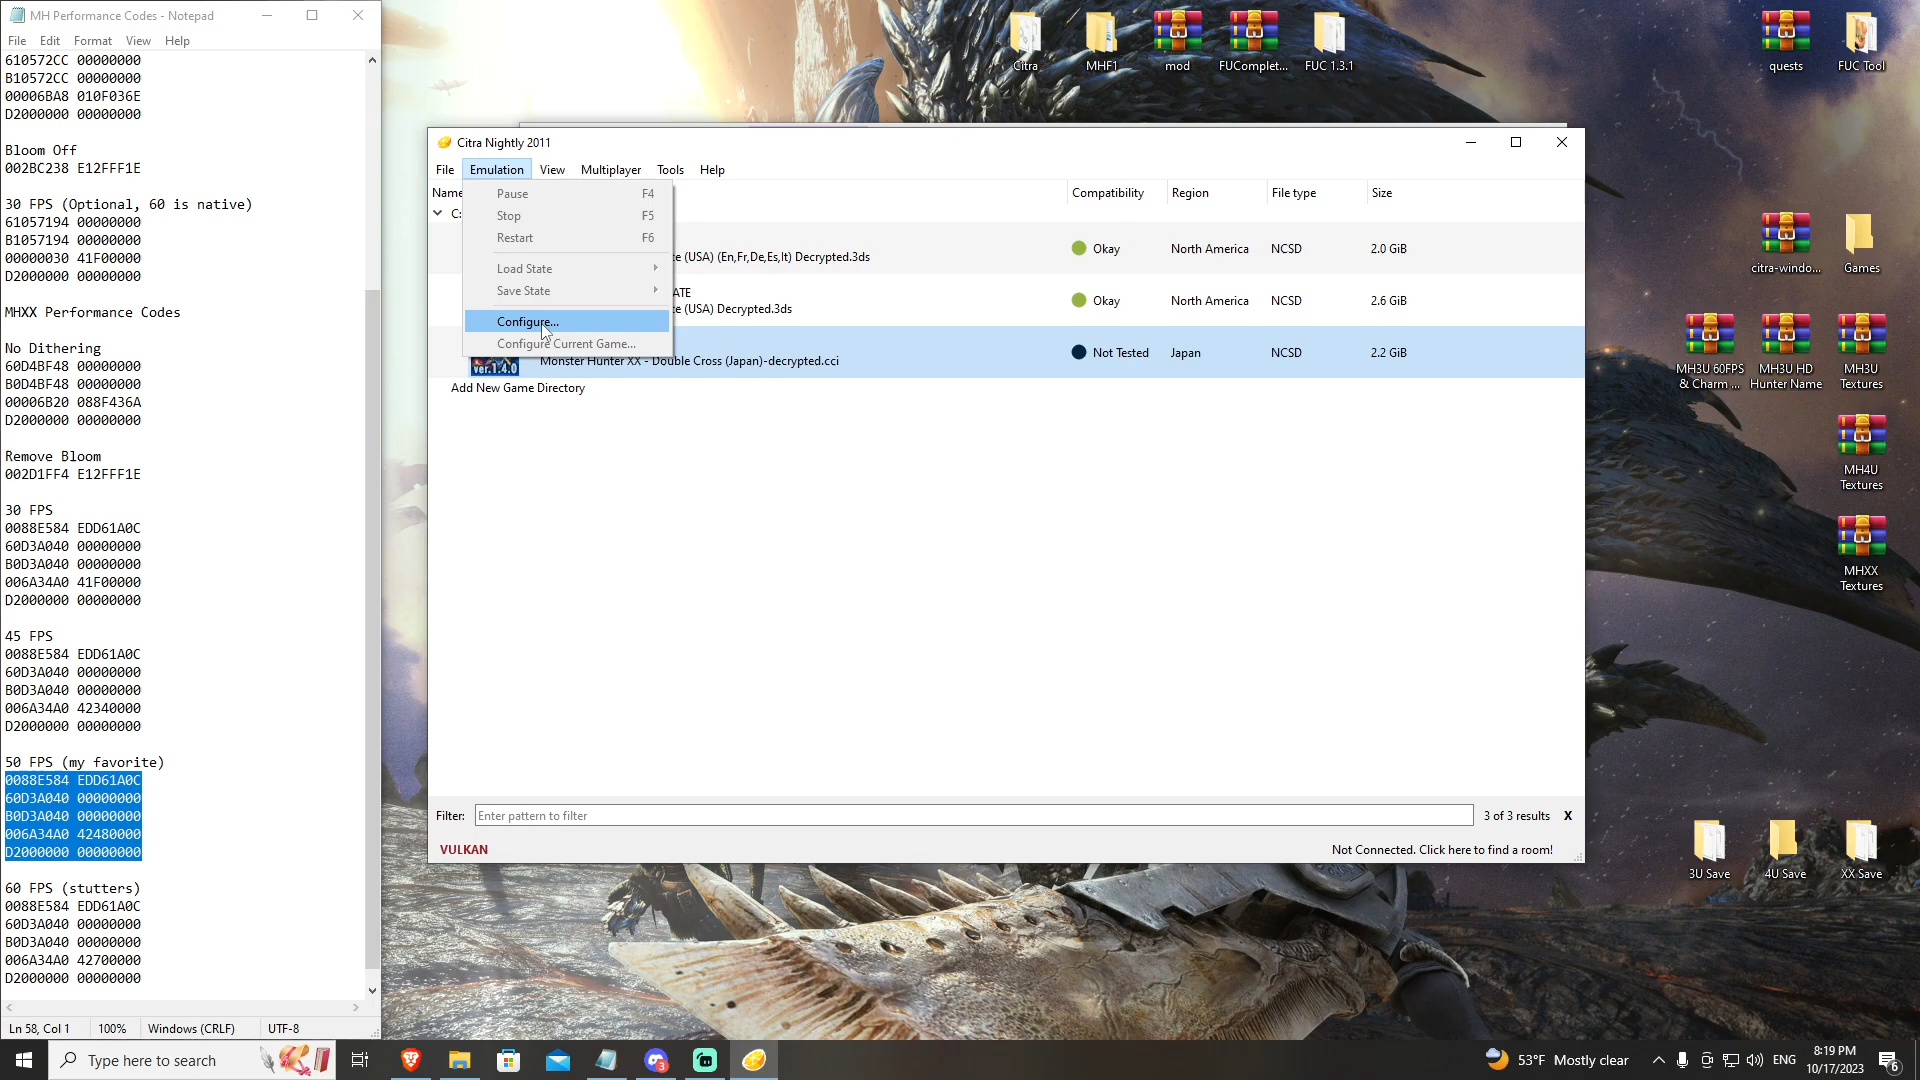 MH Performance Codes - Notepad
File Edit Format View Help
610572CC 00000000
B10572CC 00000000
00006BA8 010F036E
D2000000 00000000
Bloom Off
002BC238 E12FFF1E
30 FPS (Optional, 60 is native)
61057194 00000000
B1057194 00000000
00000030 41F00000
D2000000 00000000
MHXX Performance Codes
No Dithering
60D4BF48 00000000
B0D4BF48 00000000
00006B20 088F436A
D2000000 00000000
Remove Bloom
002D1FF4 E12FFF1E
30 FPS
0088E584 EDD61A0C
60D3A040 00000000
B0D3A040 00000000
006A34A0 41F00000
D2000000 00000000
45 FPS
0088E584 EDD61A0C
60D3A040 00000000
B0D3A040 00000000
006A34A0 42340000
D2000000 00000000
50 FPS (my favorite)
0088E584 EDD61A0C
60D3A040 00000000
B0D3A040 00000000
006A34A0 42480000
D2000000 00000000
60 FPS (stutters)
0088E584 EDD61A0C
60D3A040 00000000
B0D3A040 00000000
006A34A0 42700000
D2000000 00000000
Ln 58, Col 1 100% Windows (CRLF) UTF-8
Citra
MHF1
mod
FUComplet...
FUC 1.3.1
quests
FUC Tool
Citra Nightly 2011
File Emulation View Multiplayer Tools Help
Name Compatibility Region File type Size
C:
Pause F4
Stop F5
Restart F6
Load State
Save State
Configure...
Configure Current Game...
te (USA) (En,Fr,De,Es,It) Decrypted.3ds
Okay North America NCSD 2.0 GiB
ATE
te (USA) Decrypted.3ds
Okay North America NCSD 2.6 GiB
Not Tested Japan NCSD 2.2 GiB
Monster Hunter XX - Double Cross (Japan)-decrypted.cci
ver.1.4.0
Add New Game Directory
Filter: Enter pattern to filter 3 of 3 results X
VULKAN Not Connected. Click here to find a room!
citra-windo...
Games
MH3U 60FPS
& Charm ...
MH3U HD
Hunter Name
MH3U
Textures
MH4U
Textures
MHXX
Textures
3U Save
4U Save
XX Save
Type here to search
3
53°F Mostly clear
ENG
8:19 PM
10/17/2023
6